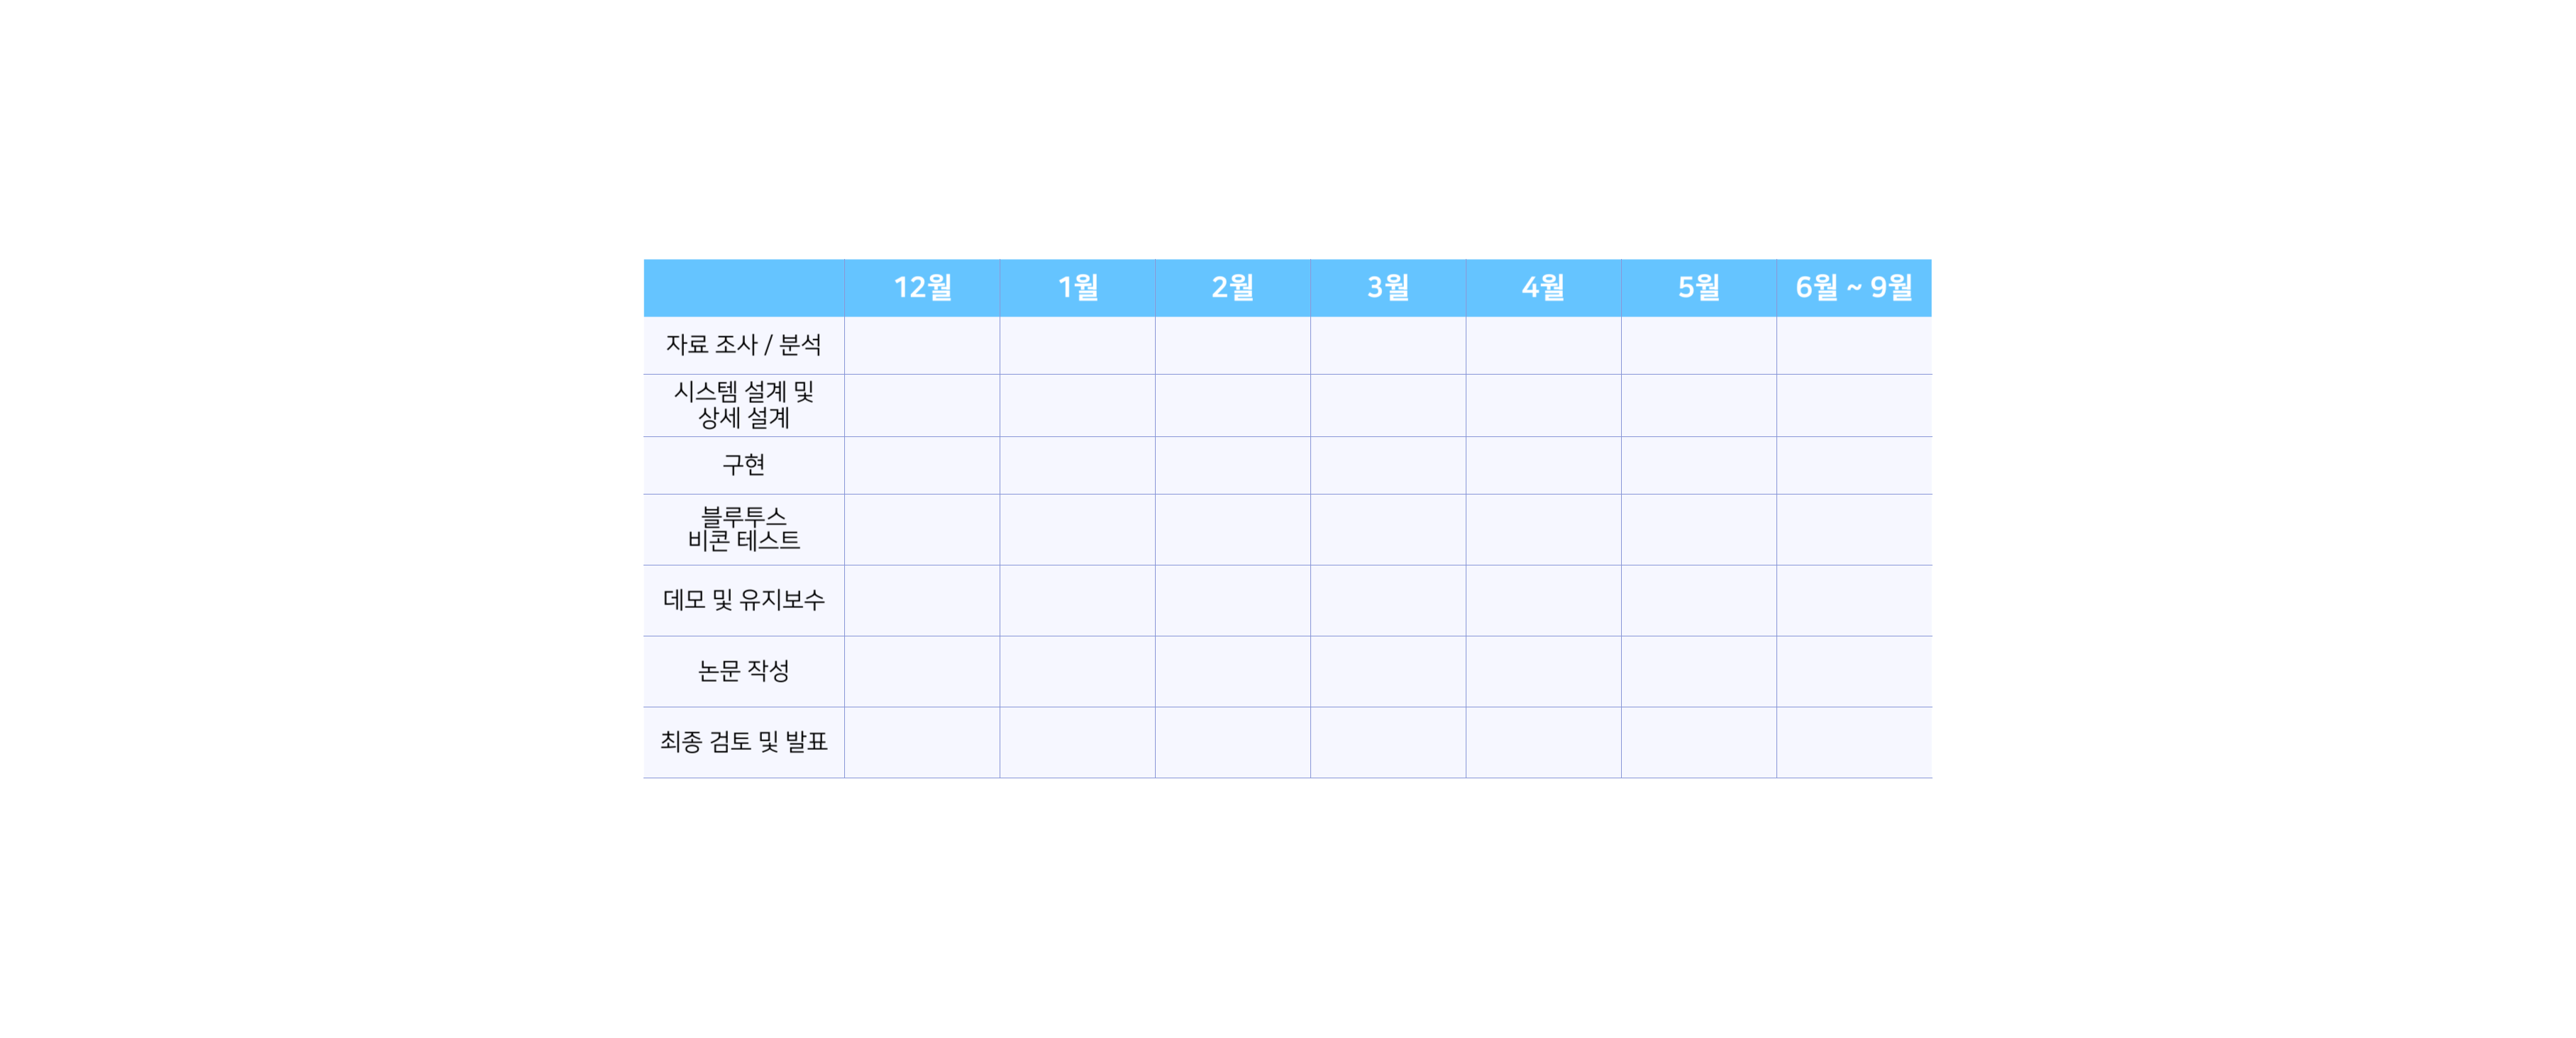 12월 1월 2월 3월 4월 5월 6월 ~ 9월
자료 조사 / 분석
시스템 설계 및
상세 설계
구현
블루투스
비콘 테스트
데모 및 유지보수
논문 작성
최종 검토 및 발표